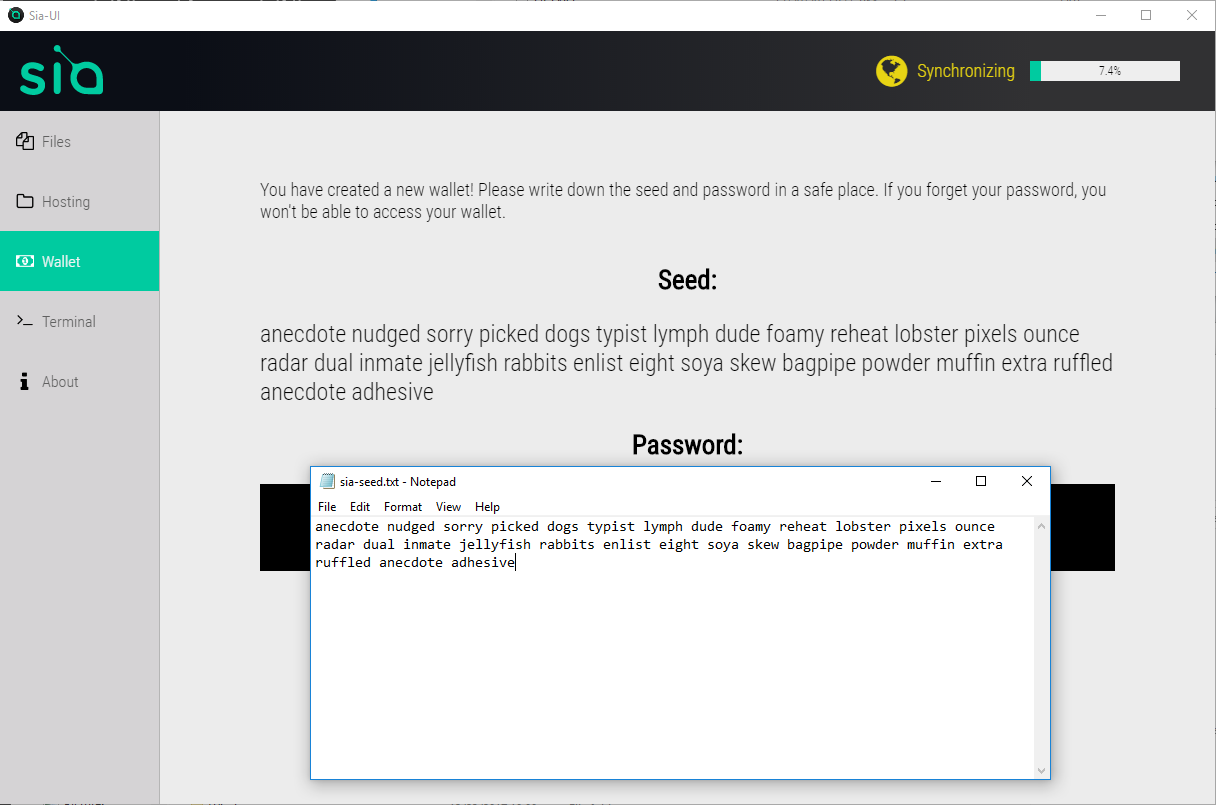 Sia-UI
sia
Synchronizing
7.4%
Files
Hosting
Wallet
Terminal
About
You have created a new wallet! Please write down the seed and password in a safe place. If you forget your password, you
won't be able to access your wallet.
Seed:
anecdote nudged sorry picked dogs typist lymph dude foamy reheat lobster pixels ounce
radar dual inmate jellyfish rabbits enlist eight soya skew bagpipe powder muffin extra ruffled
anecdote adhesive
Password:
sia-seed.txt - Notepad
File Edit Format View Help
anecdote nudged sorry picked dogs typist lymph dude foamy reheat lobster pixels ounce
radar dual inmate jellyfish rabbits enlist eight soya skew bagpipe powder muffin extra
ruffled anecdote adhesive